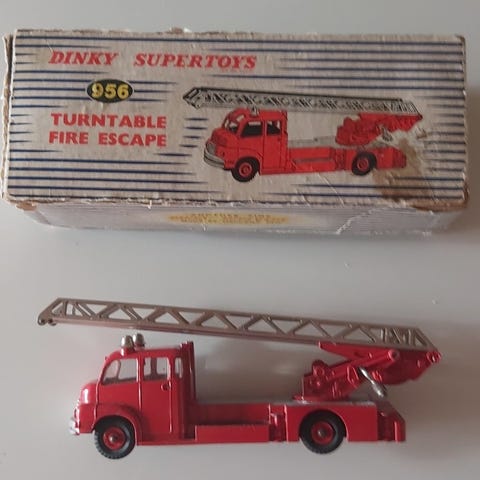 DINKY SUPERTOYS
956
TURNTABLE
FIRE ESCAPE